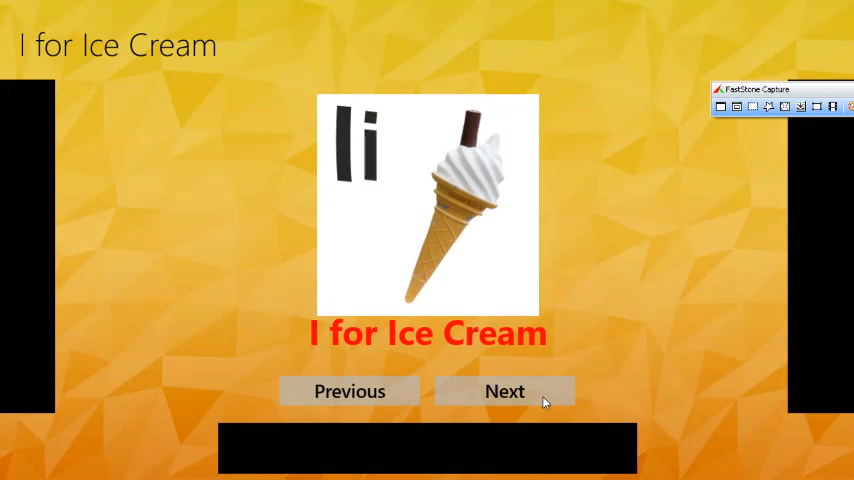 I for Ice Cream
FastStone Capture
Ii
I for Ice Cream
Previous
Next